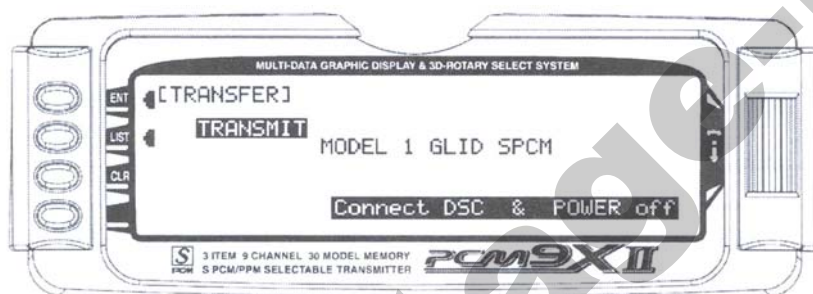 MULTI-DATA GRAPHIC DISPLAY & 3D-ROTARY SELECT SYSTEM
ENT
[TRANSFER]
LIST
TRANSMIT
MODEL 1 GLID SPCM
CLR
Connect DSC & POWER off
S PCM
3 ITEM 9 CHANNEL 30 MODEL MEMORY
S PCM/PPM SELECTABLE TRANSMITTER
PCM9XII